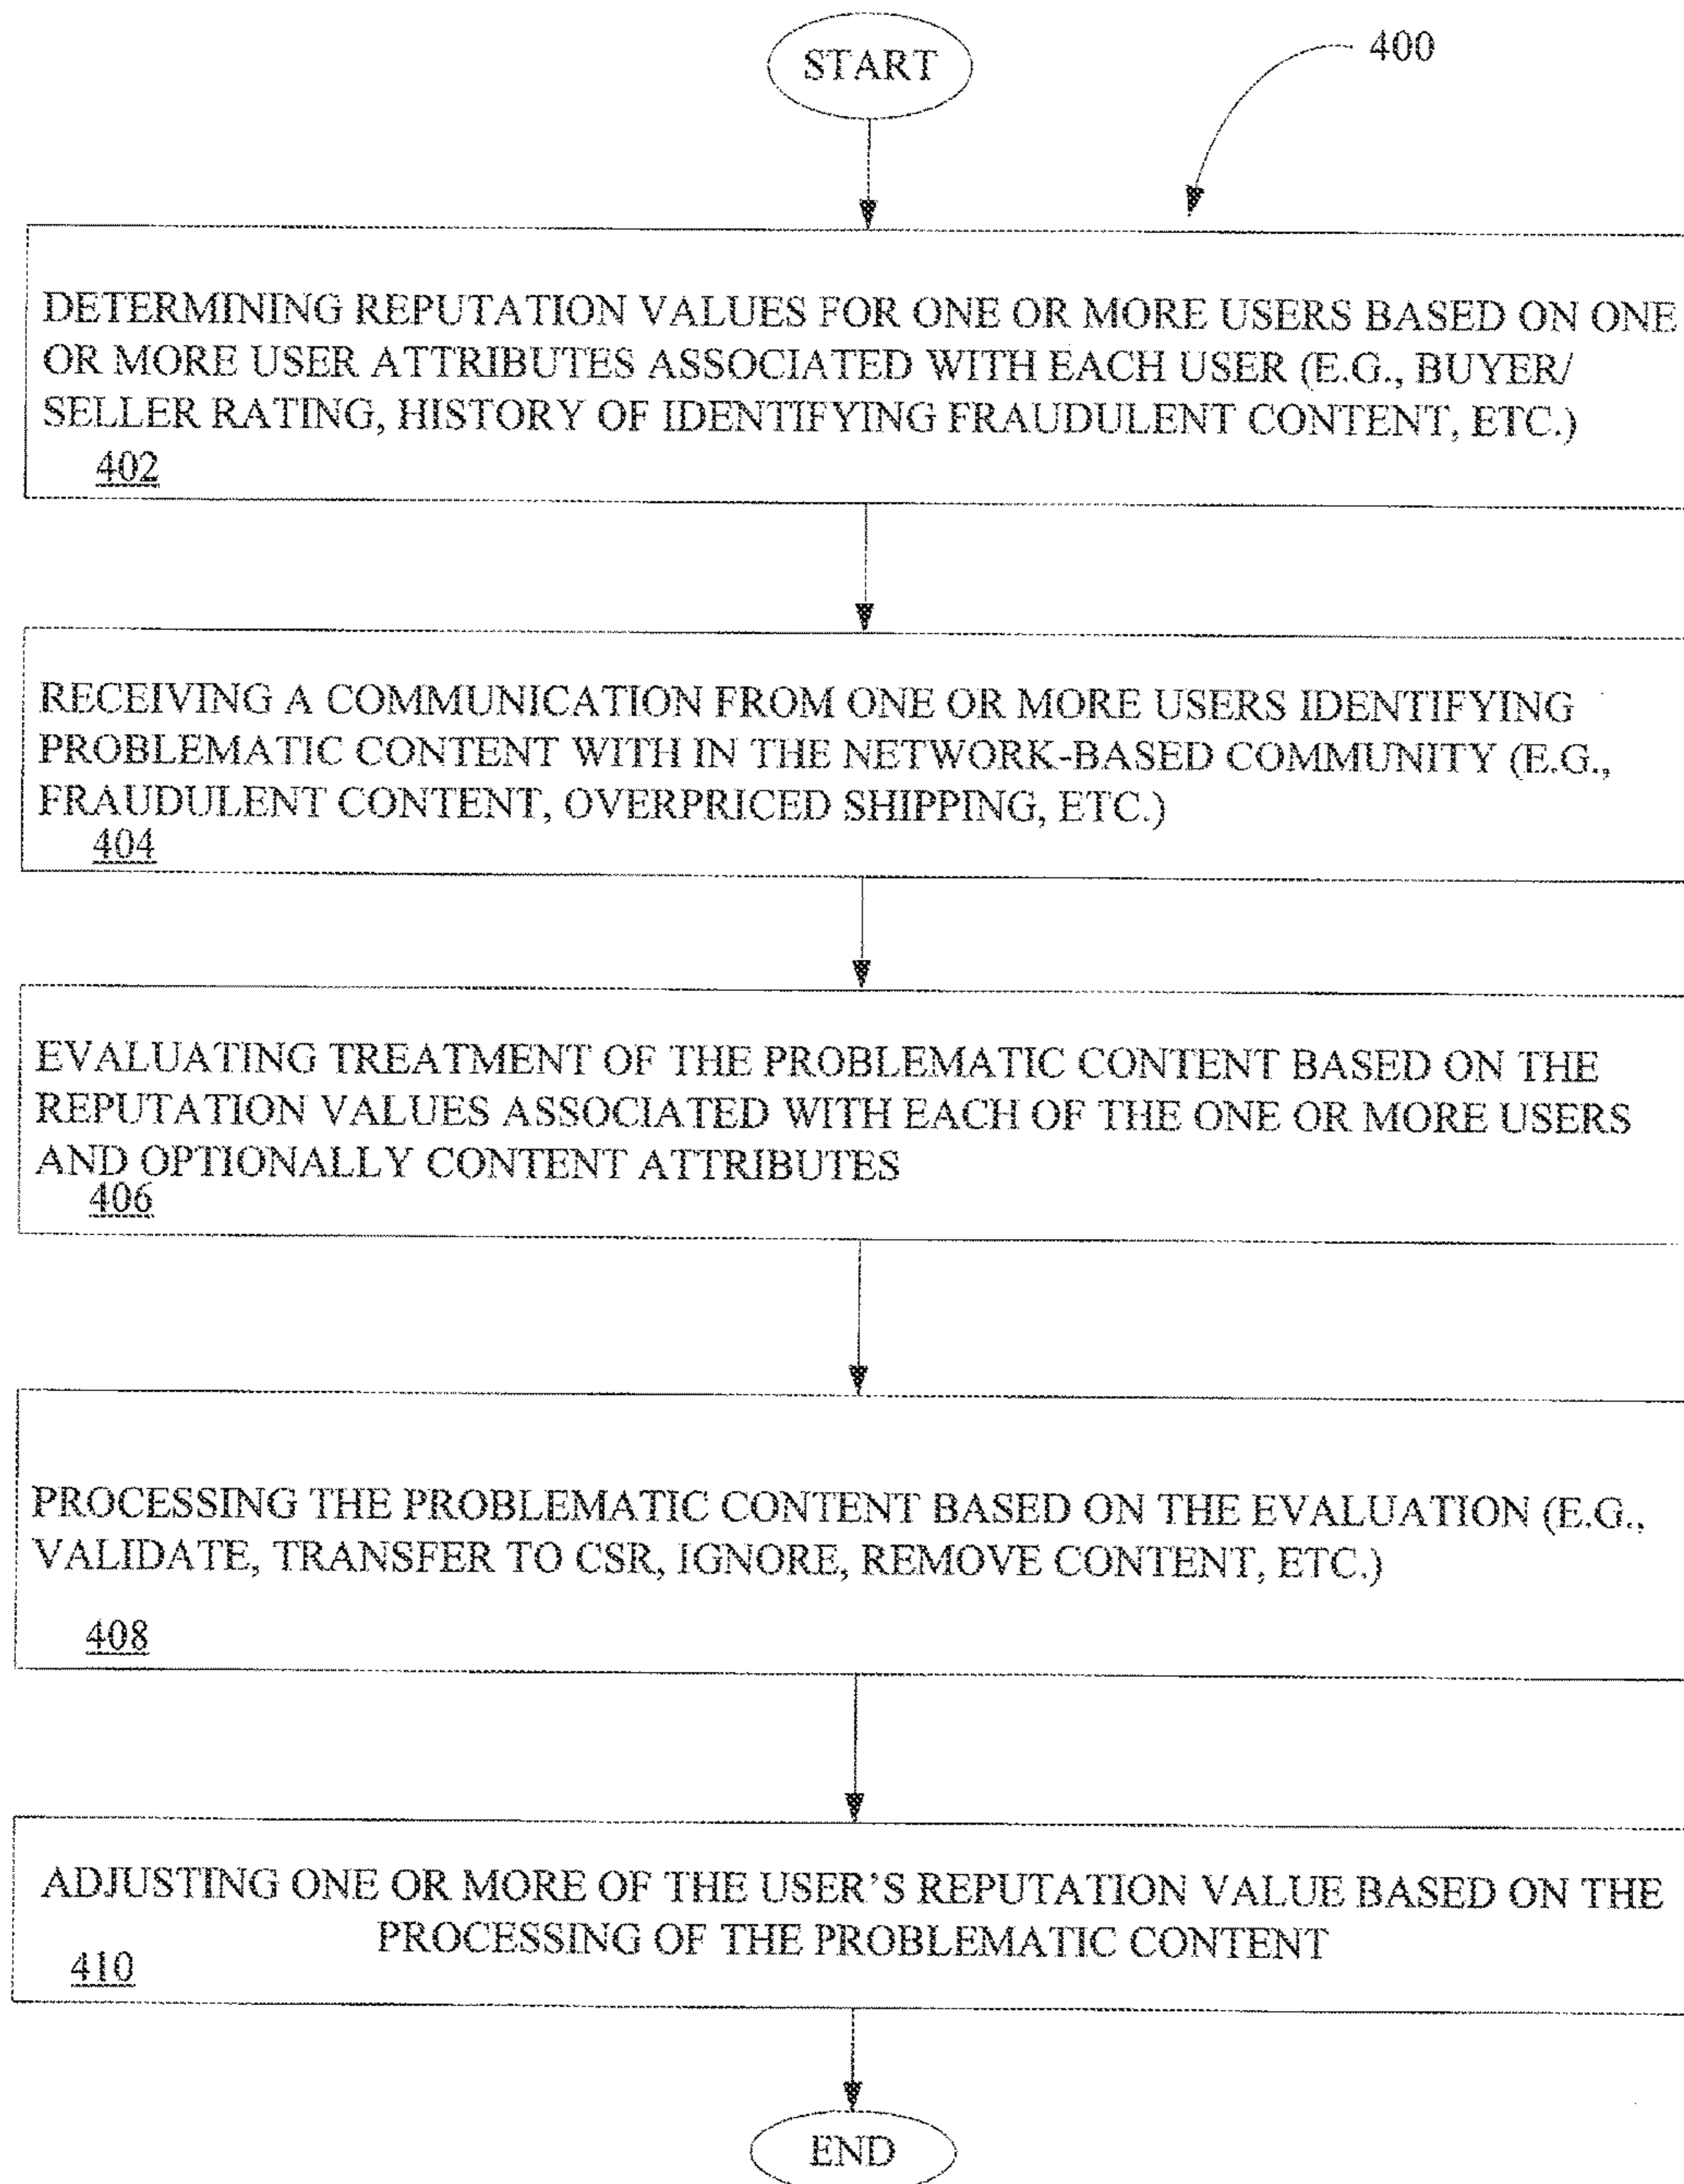 START
400
DETERMINING REPUTATION VALUES FOR ONE OR MORE USERS BASED ON ONE
OR MORE USER ATTRIBUTES ASSOCIATED WITH EACH USER (E.G., BUYER/
SELLER RATING, HISTORY OF IDENTIFYING FRAUDULENT CONTENT, ETC.)
402
RECEIVING A COMMUNICATION FROM ONE OR MORE USERS IDENTIFYING
PROBLEMATIC CONTENT WITH IN THE NETWORK-BASED COMMUNITY (E.G.,
FRAUDULENT CONTENT, OVERPRICED SHIPPING, ETC.)
404
EVALUATING TREATMENT OF THE PROBLEMATIC CONTENT BASED ON THE
REPUTATION VALUES ASSOCIATED WITH EACH OF THE ONE OR MORE USERS
AND OPTIONALLY CONTENT ATTRIBUTES
406
PROCESSING THE PROBLEMATIC CONTENT BASED ON THE EVALUATION (E.G.,
VALIDATE, TRANSFER TO CSR, IGNORE, REMOVE CONTENT, ETC.)
408
ADJUSTING ONE OR MORE OF THE USER'S REPUTATION VALUE BASED ON THE
PROCESSING OF THE PROBLEMATIC CONTENT
410
END